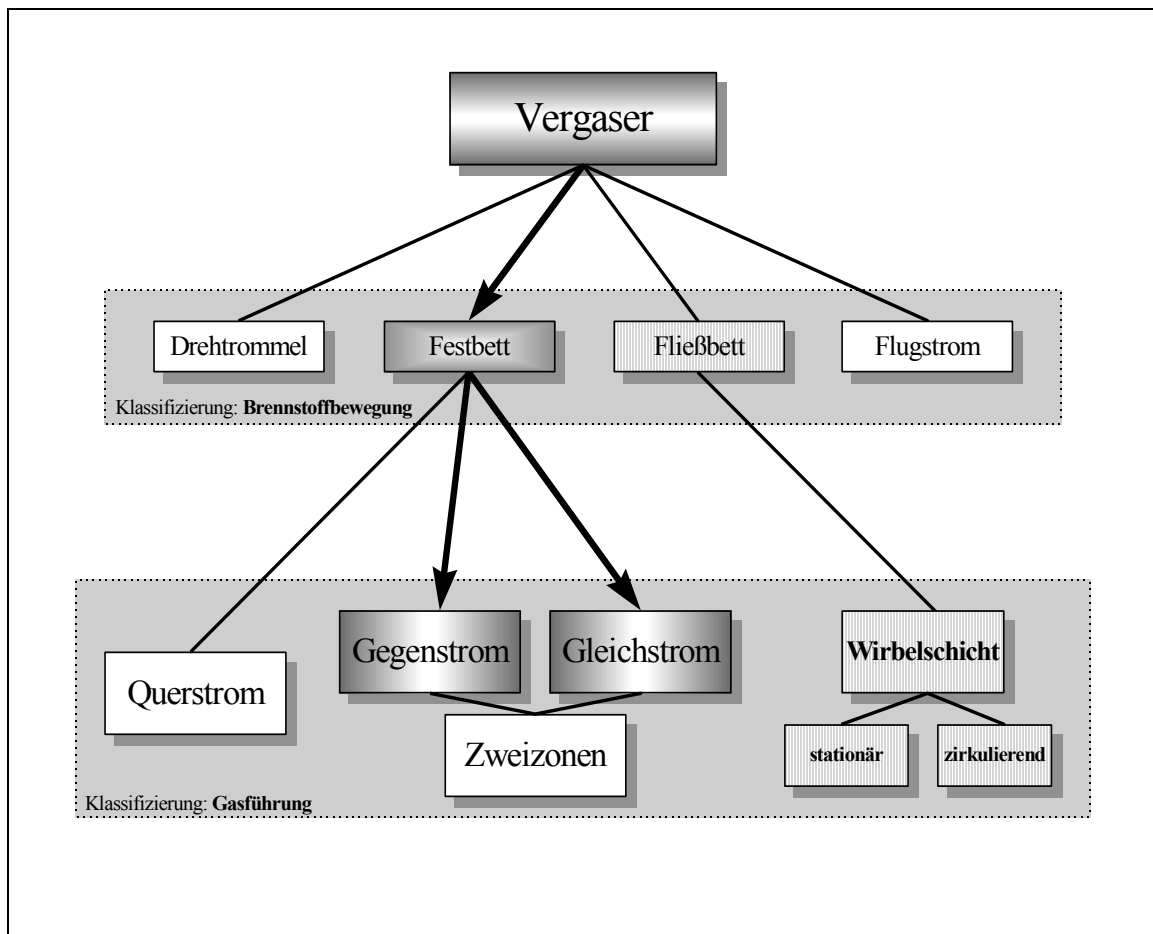 Vergaser
Drehtrommel
Festbett
Fließbett
Flugstrom
Klassifizierung: Brennstoffbewegung
Gegenstrom
Gleichstrom
Wirbelschicht
Querstrom
Zweizonen
stationär
zirkulierend
Klassifizierung: Gasführung